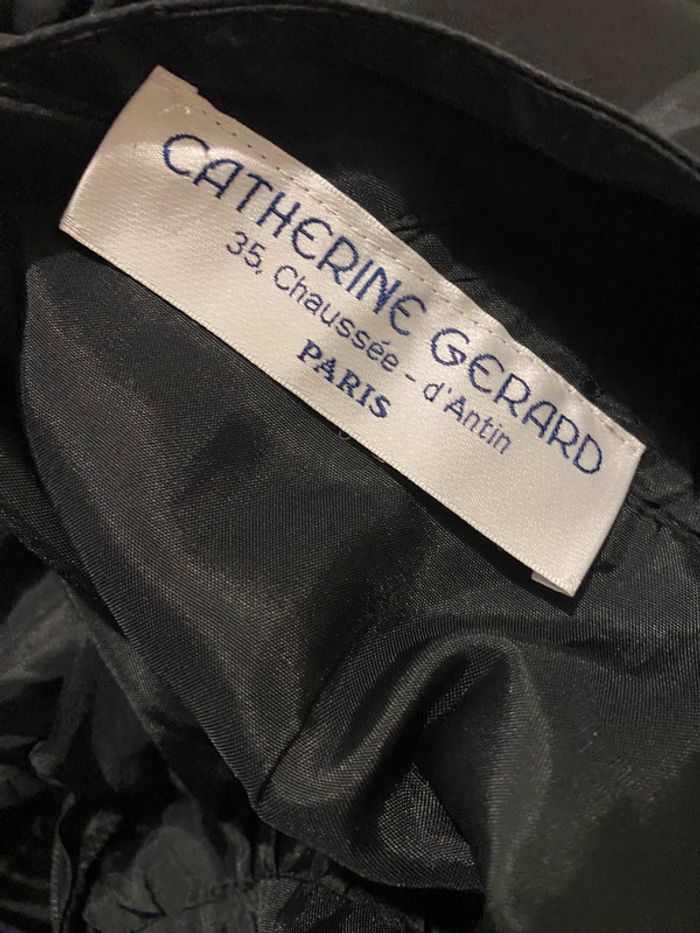 CATHERINE GERARD
35, Chaussée - d'Antin
PARIS